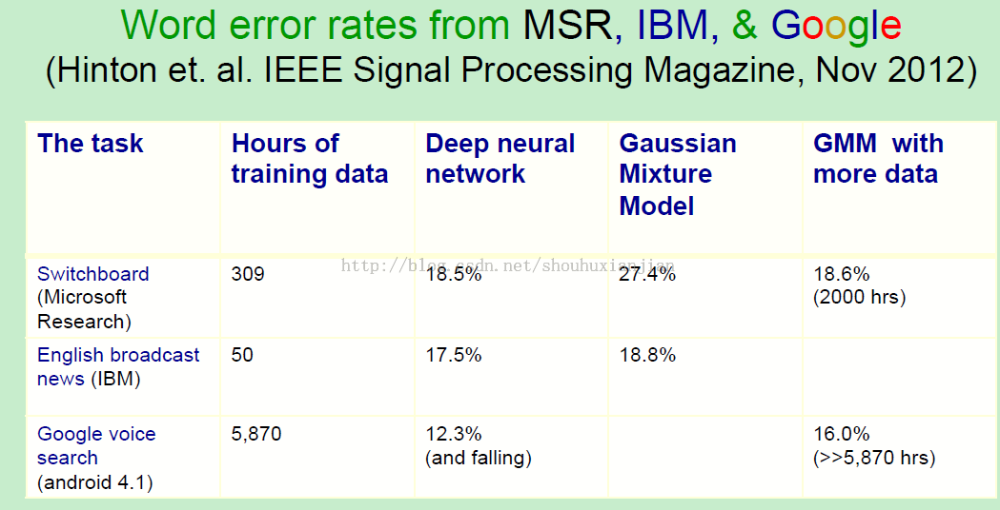 Word error rates from MSR, IBM, & Google
(Hinton et. al. IEEE Signal Processing Magazine, Nov 2012)
The task
Hours of
training data
Deep neural
network
Gaussian
Mixture
Model
GMM with
more data
http://blog.csdn.net/shouhuxianjian
Switchboard
(Microsoft
Research)
309
18.5%
27.4%
18.6%
(2000 hrs)
English broadcast
news (IBM)
50
17.5%
18.8%
Google voice
search
(android 4.1)
5,870
12.3%
(and falling)
16.0%
(>>5,870 hrs)